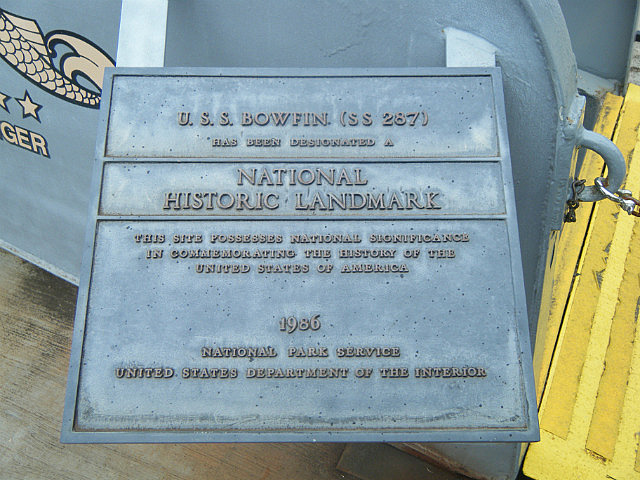 U.S.S. BOWFIN (SS 287)
HAS BEEN DESIGNATED A
NATIONAL
HISTORIC LANDMARK
THIS SITE POSSESSES NATIONAL SIGNIFICANCE
IN COMMEMORATING THE HISTORY OF THE
UNITED STATES OF AMERICA
1986
NATIONAL PARK SERVICE
UNITED STATES DEPARTMENT OF THE INTERIOR